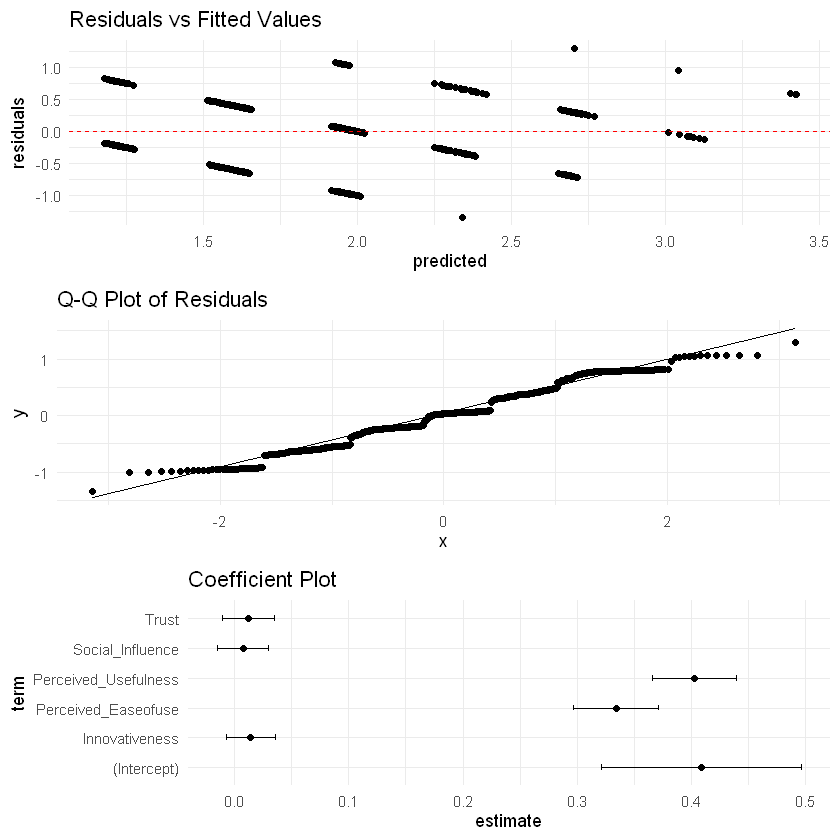 Residuals vs Fitted Values
1.0
0.5
0.0
-0.5
-1.0
residuals
1.5 2.0 2.5 3.0 3.5
predicted
Q-Q Plot of Residuals
1
0
-1
y
-2 0 2
x
Coefficient Plot
Trust
Social_Influence
Perceived_Usefulness
Perceived_Easeofuse
Innovativeness
(Intercept)
term
0.0 0.1 0.2 0.3 0.4 0.5
estimate